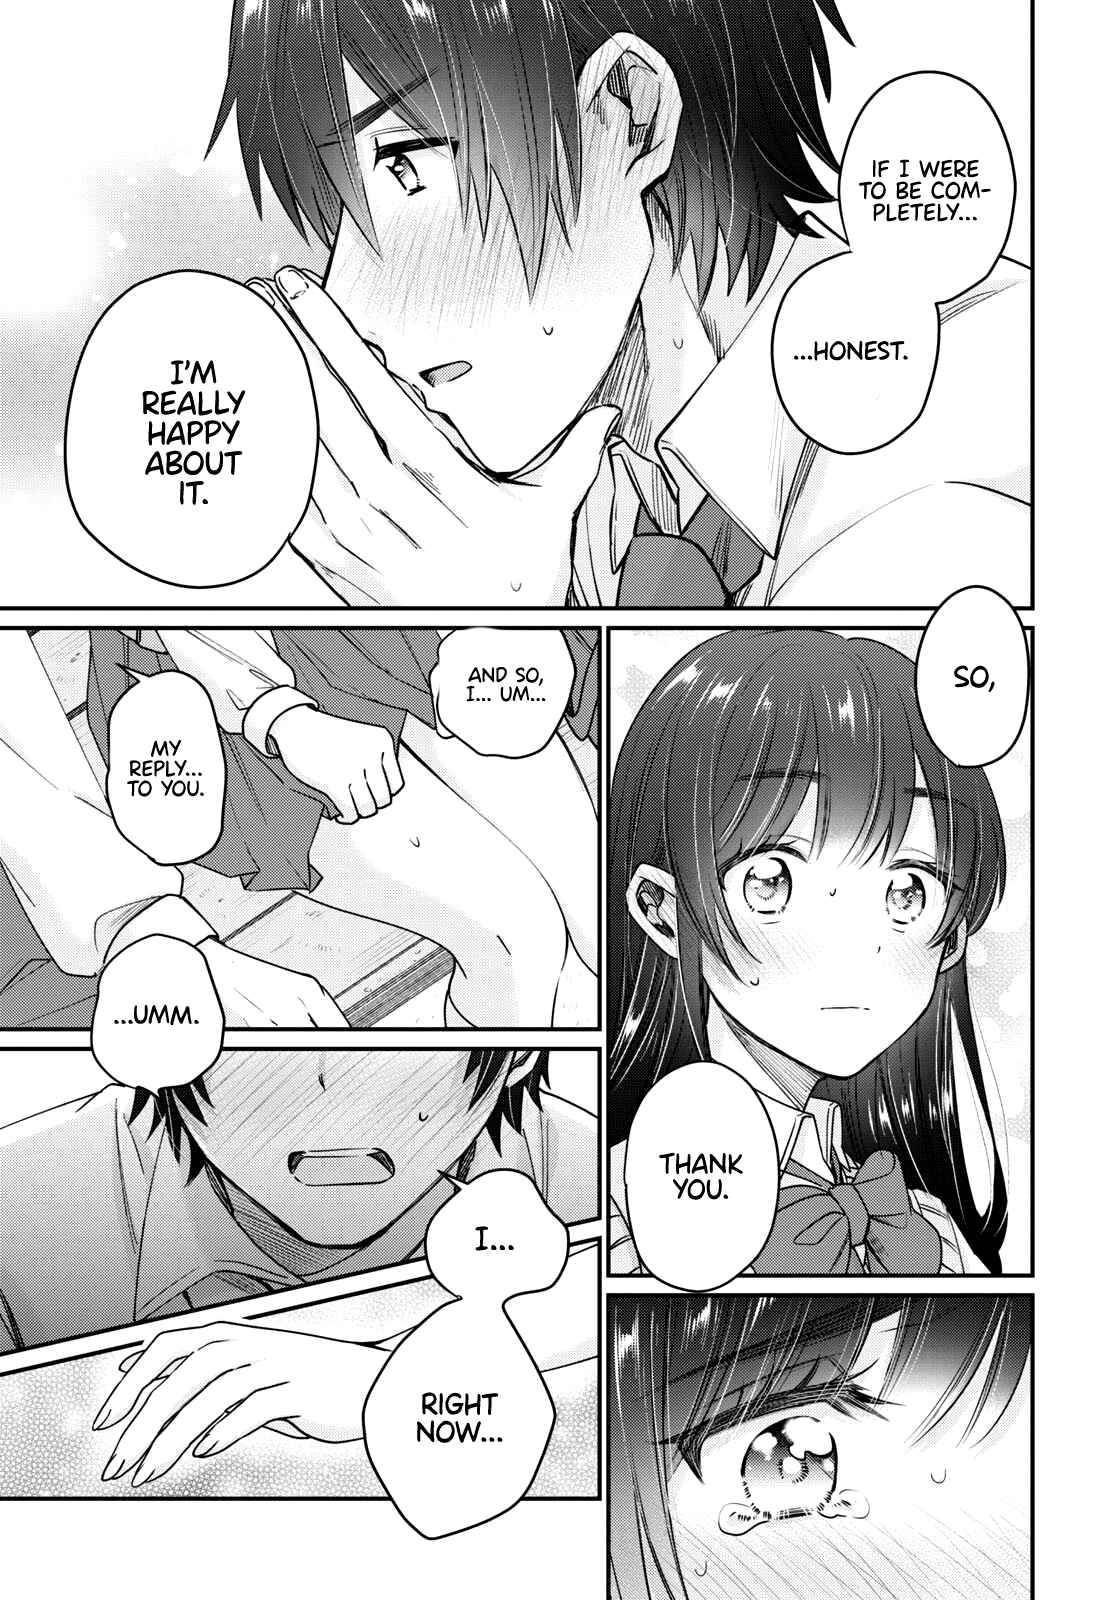 IF I WERE
TO BE COM-
PLETELY...
...HONEST.
I'M
REALLY
HAPPY
ABOUT
IT.
SO,
THANK
YOU.
AND SO,
I... UM...
MY
REPLY...
TO YOU.
...UMM.
I...
RIGHT
NOW...